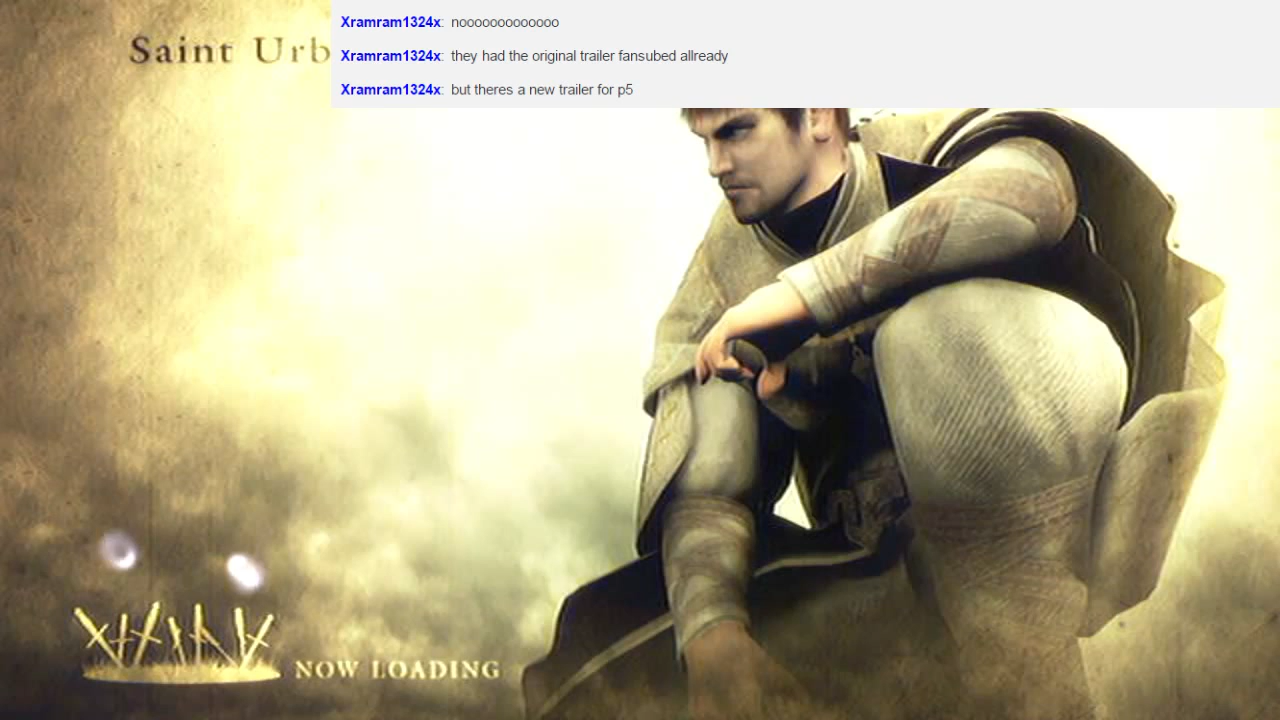 Saint Urb
Xramram1324x: nooooooooooooo
Xramram1324x: they had the original trailer fansubed allready
Xramram1324x: but theres a new trailer for p5
NOW LOADING